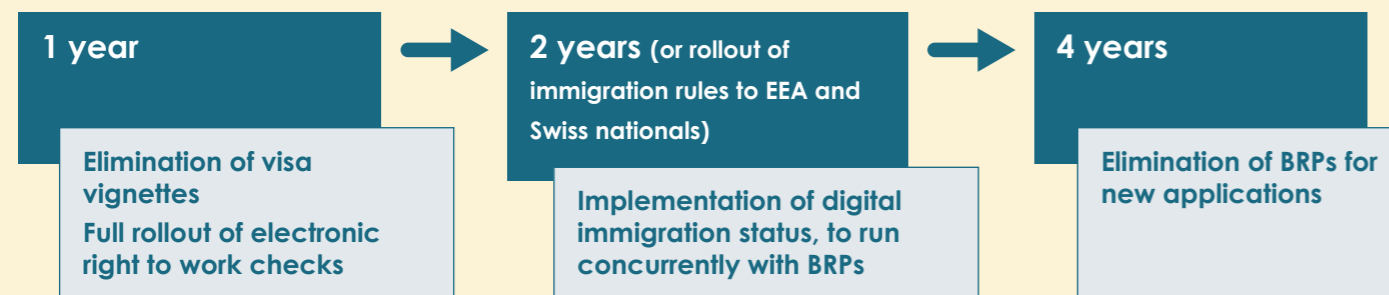 1 year
Elimination of visa
vignettes
Full rollout of electronic
right to work checks
2 years (or rollout of
immigration rules to EEA and
Swiss nationals)
Implementation of digital
immigration status, to run
concurrently with BRPs
4 years
Elimination of BRPs for
new applications